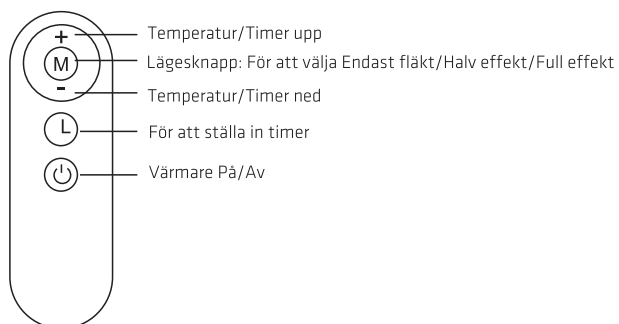 + Temperatur/Timer upp
M Lägesknapp: För att välja Endast fläkt/Halv effekt/Full effekt
- Temperatur/Timer ned
För att ställa in timer
Värmare På/Av